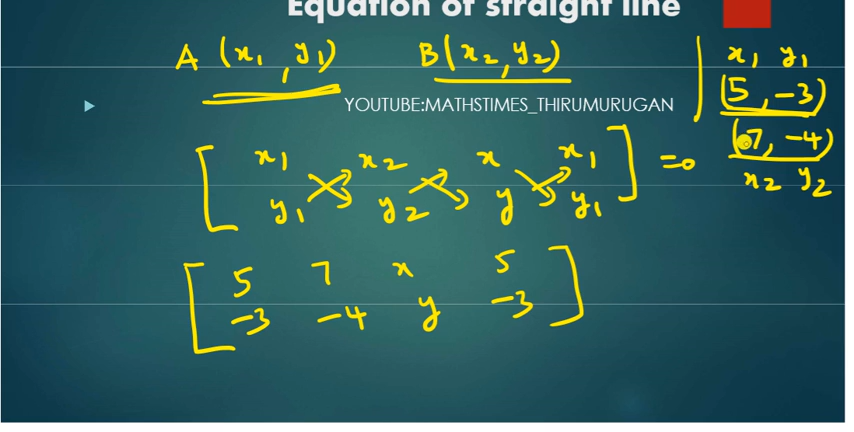 Equation of straight line
A (x₁, y₁) B(x₂, y₂)
x₁ y₁
(5, -3)
(7, -4)
x₂ y₂
YOUTUBE:MATHSTIMES_THIRUMURUGAN
[ x₁ x₂ x x₁ ] = 0
y₁ y₂ y y₁
[ 5 7 x 5 ]
-3 -4 y -3